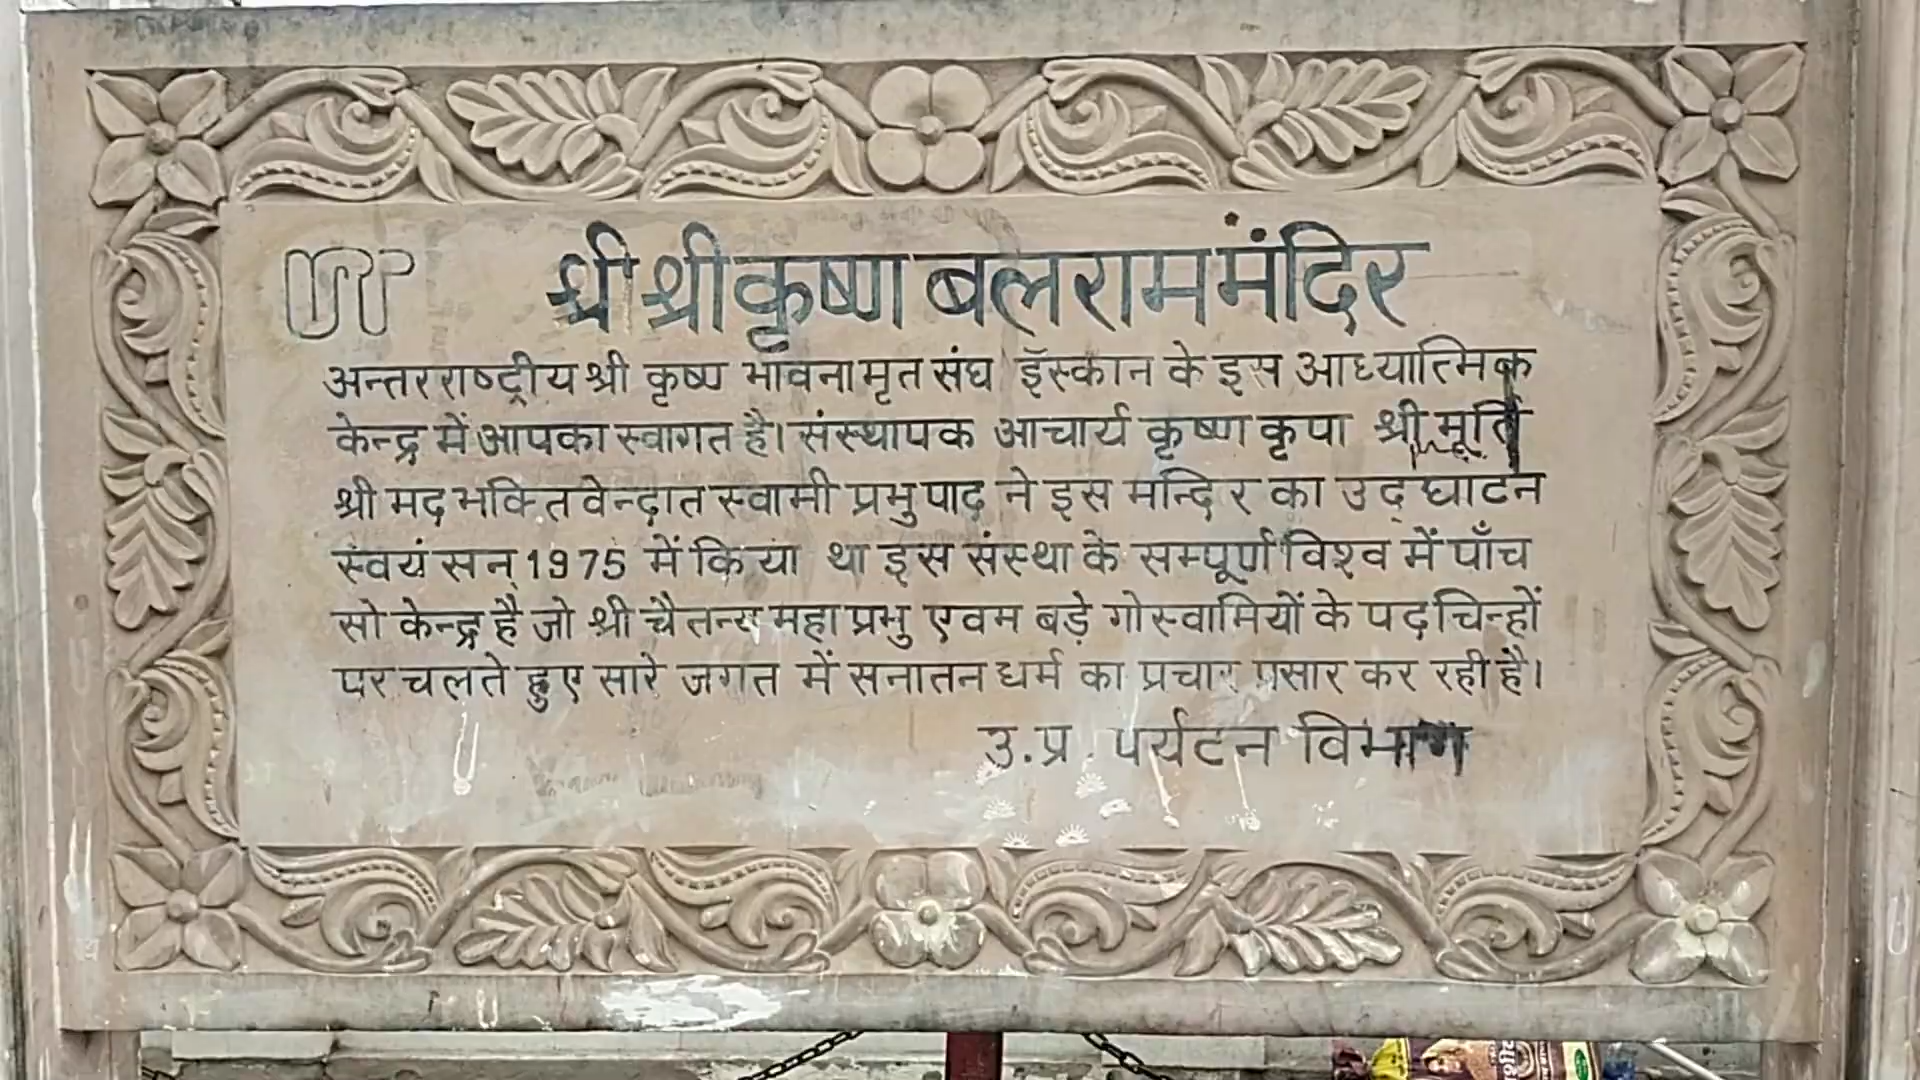 श्री श्री कृष्ण बलराम मंदिर
अन्तरराष्ट्रीय श्री कृष्ण भावनामृत संघ इॅस्कान के इस आध्यात्मिक
केन्द्र में आपका स्वागत है। संस्थापक आचार्य कृष्ण कृपा श्री मूर्ति
श्री मद भक्ति वेन्दात स्वामी प्रभुपाद ने इस मन्दिर का उद्घाटन
स्वयं सन् 1975 में किया था इस संस्था के सम्पूर्ण विश्व में पाँच
सो केन्द्र है जो श्री चैतन्य महा प्रभु एवम बड़े गोस्वामियों के पदचिन्हों
पर चलते हुए सारे जगत में सनातन धर्म का प्रचार प्रसार कर रही है।
उ.प्र. पर्यटन विभाग